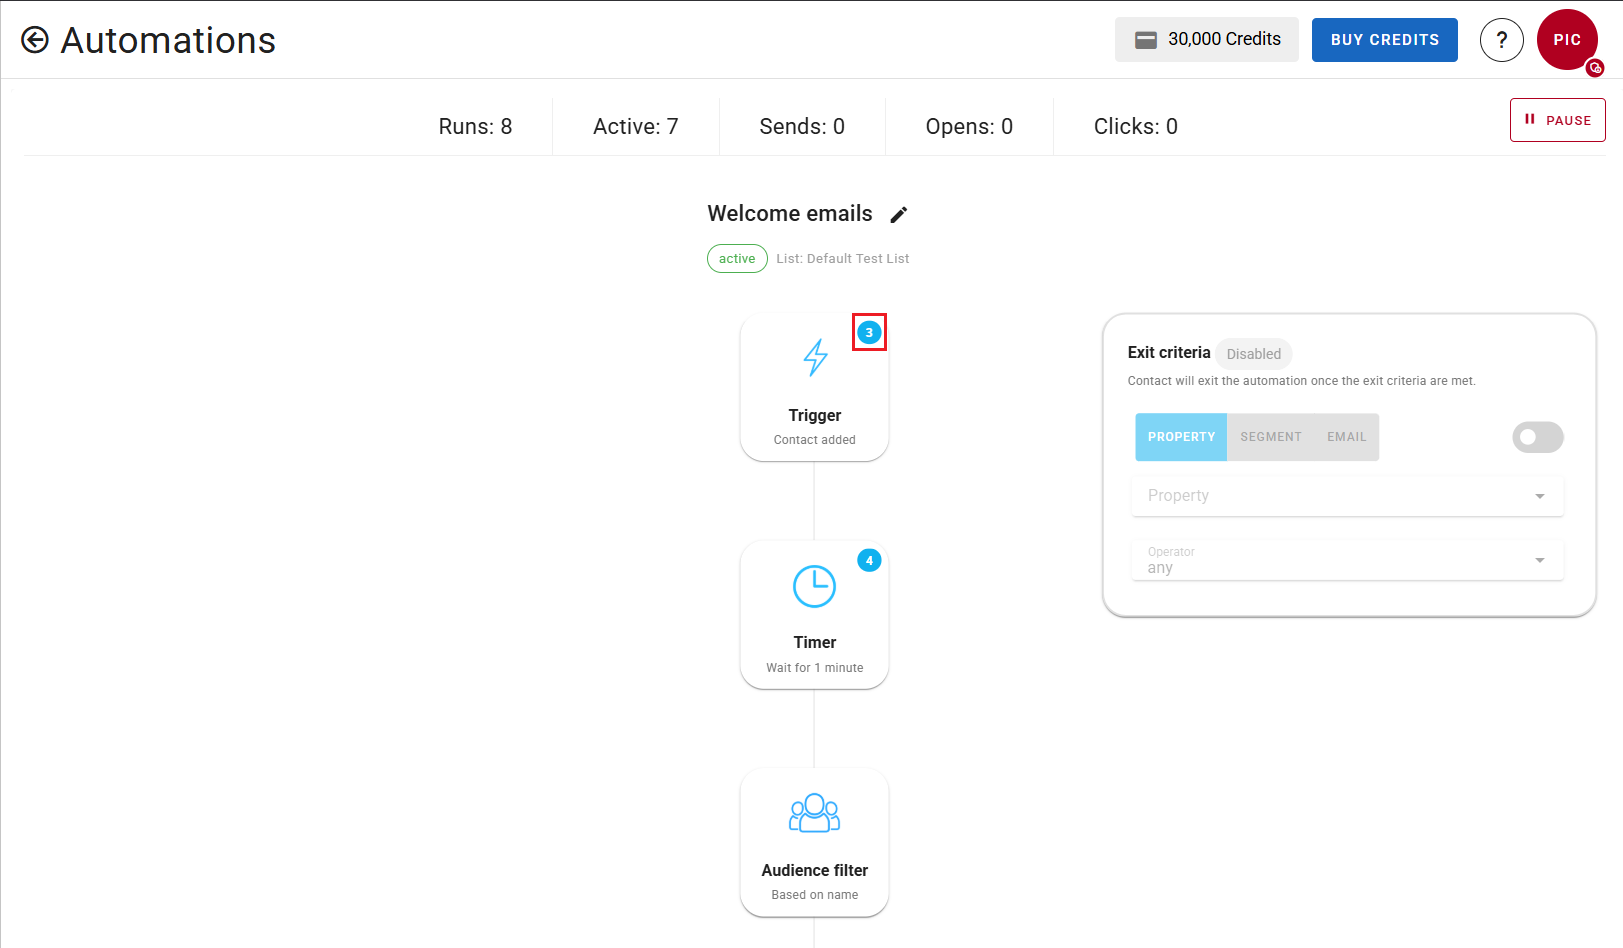 Automations
30,000 Credits
BUY CREDITS
?
PIC
Runs: 8
Active: 7
Sends: 0
Opens: 0
Clicks: 0
PAUSE
Welcome emails
active
List: Default Test List
3
Trigger
Contact added
Exit criteria
Disabled
Contact will exit the automation once the exit criteria are met.
PROPERTY
SEGMENT
EMAIL
Property
Operator
any
4
Timer
Wait for 1 minute
Audience filter
Based on name